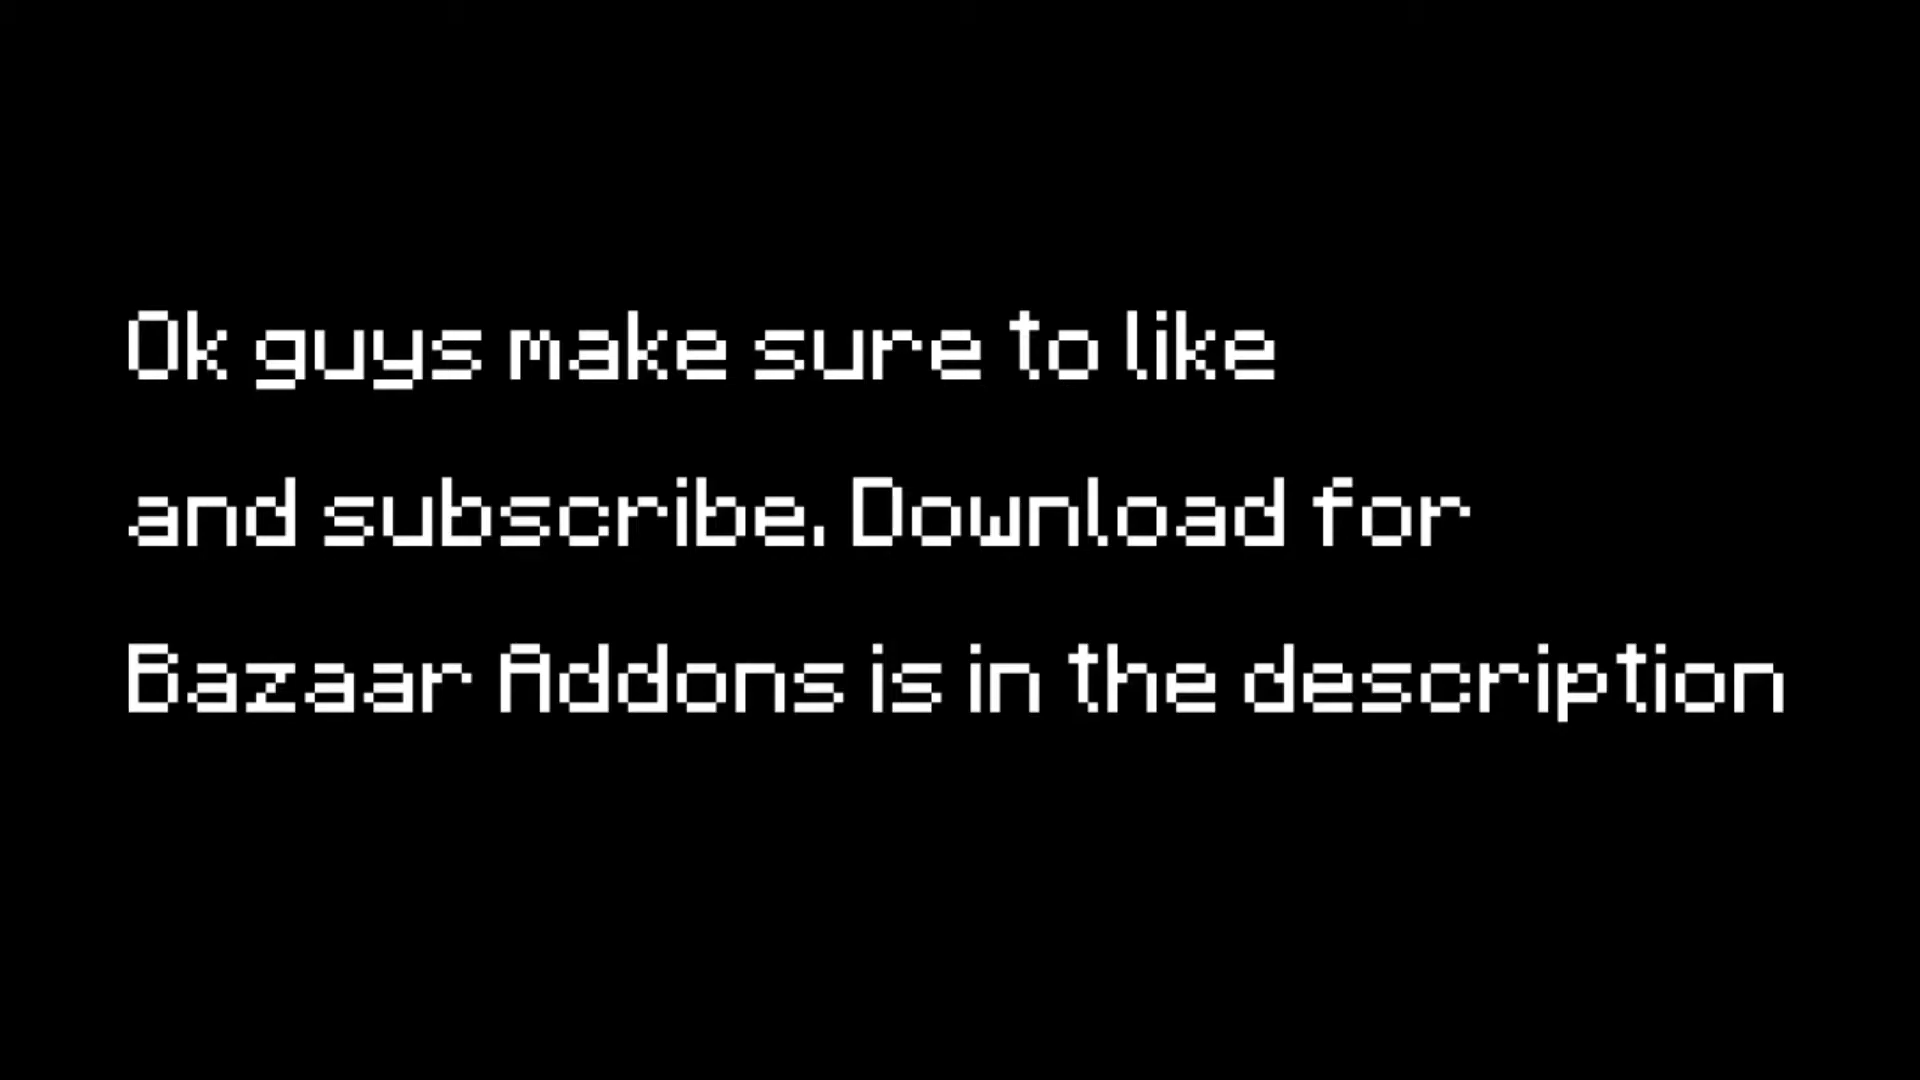 Ok guys make sure to like
and subscribe. Download for
Bazaar Addons is in the description